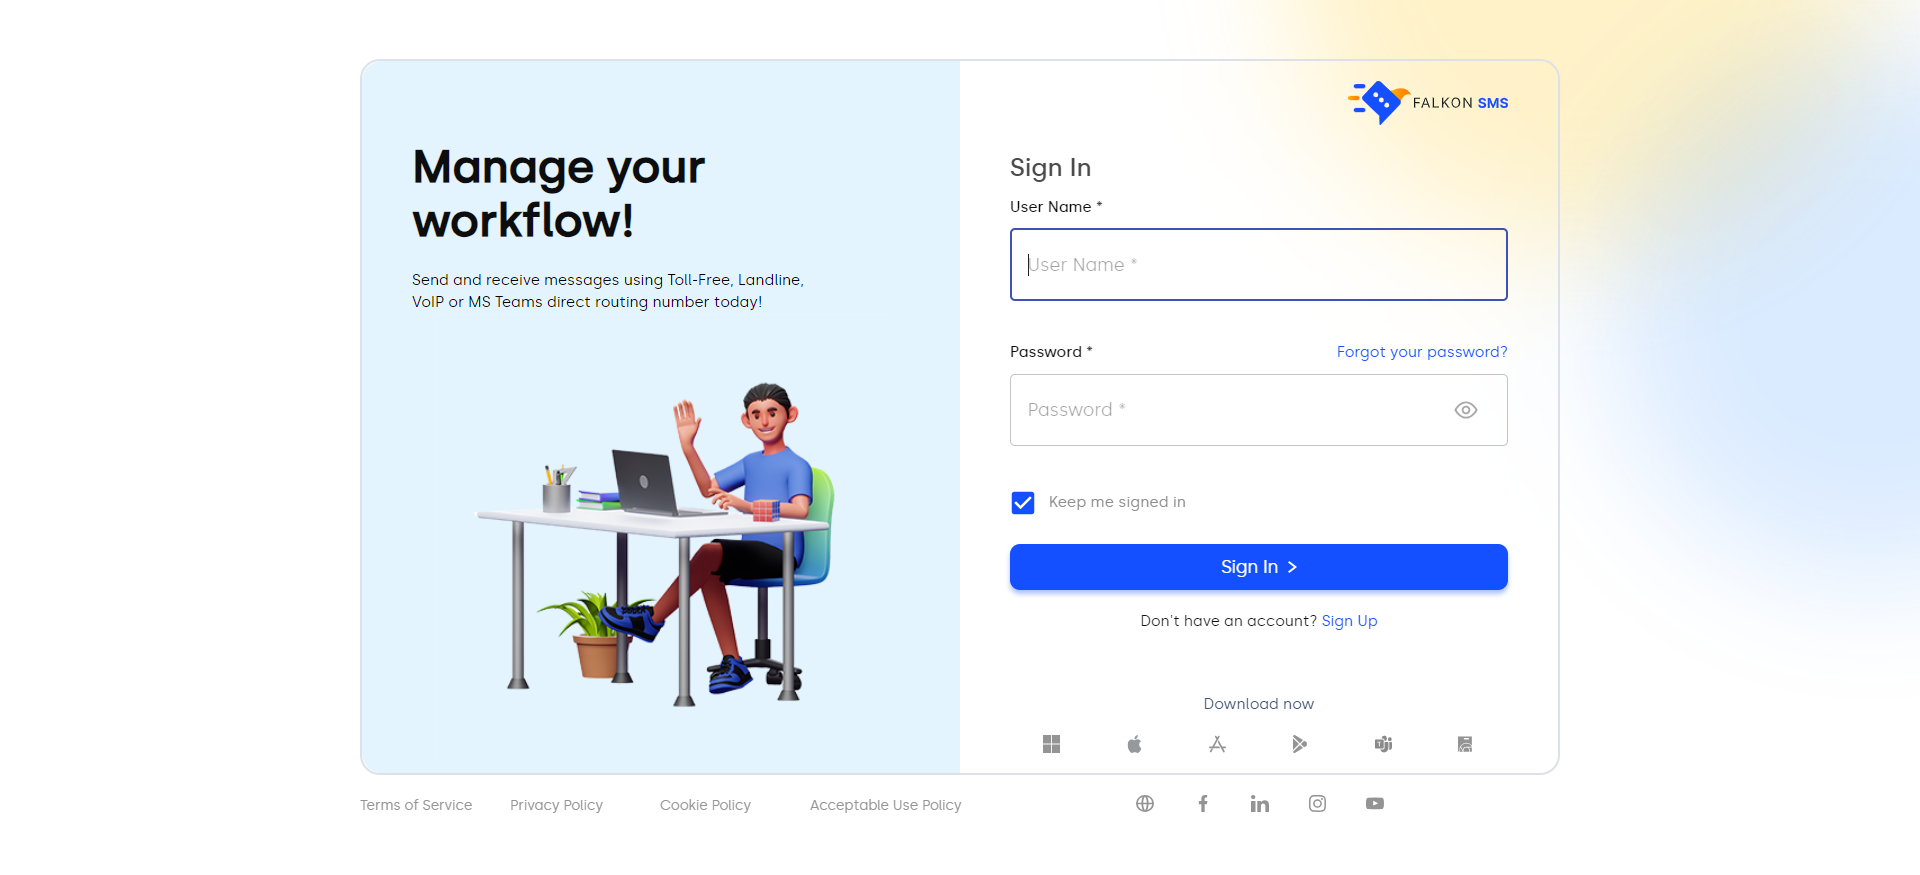 FALKON SMS
Manage your
workflow!
Send and receive messages using Toll-Free, Landline,
VoIP or MS Teams direct routing number today!
Sign In
User Name *
User Name *
Password *
Forgot your password?
Password *
Keep me signed in
Sign In >
Don't have an account? Sign Up
Download now
Terms of Service
Privacy Policy
Cookie Policy
Acceptable Use Policy